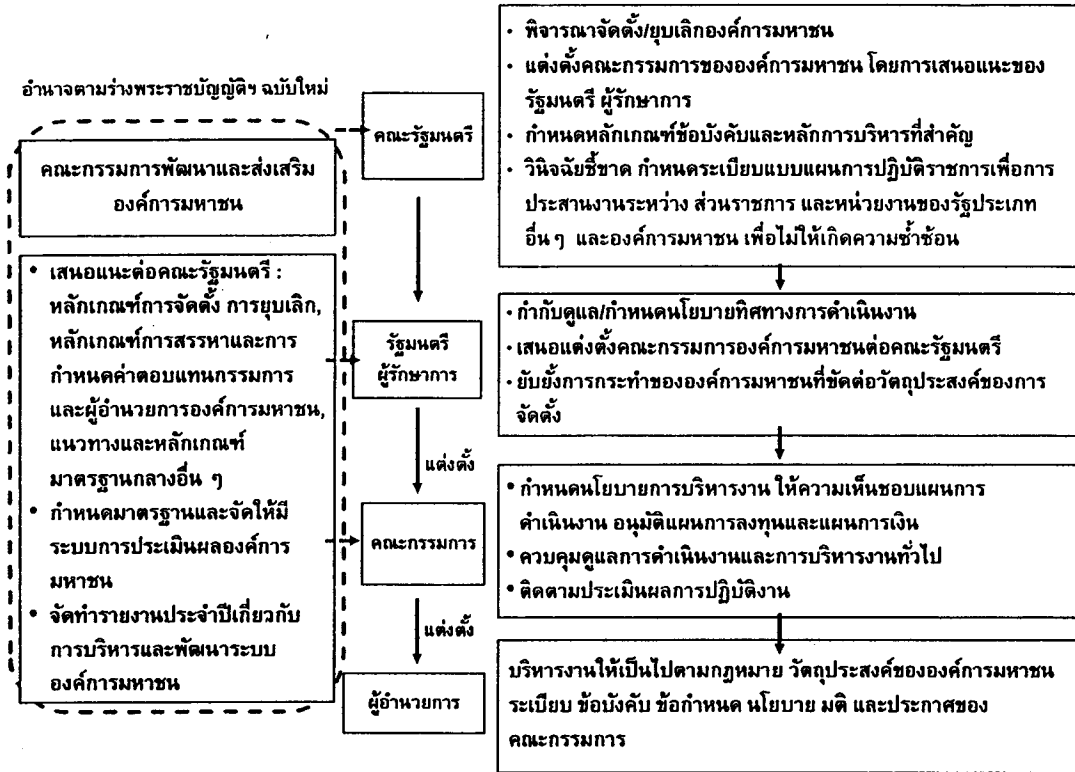 อำนาจตามร่างพระราชบัญญัติฯ ฉบับใหม่
คณะกรรมการพัฒนาและส่งเสริม
องค์การมหาชน
• เสนอแนะต่อคณะรัฐมนตรี :
หลักเกณฑ์การจัดตั้ง การยุบเลิก,
หลักเกณฑ์การสรรหาและการ
กำหนดค่าตอบแทนกรรมการ
และผู้อำนวยการองค์การมหาชน,
แนวทางและหลักเกณฑ์
มาตรฐานกลางอื่น ๆ
• กำหนดมาตรฐานและจัดให้มี
ระบบการประเมินผลองค์การ
มหาชน
• จัดทำรายงานประจำปีเกี่ยวกับ
การบริหารและพัฒนาระบบ
องค์การมหาชน
คณะรัฐมนตรี
รัฐมนตรี
ผู้รักษาการ
แต่งตั้ง
คณะกรรมการ
แต่งตั้ง
ผู้อำนวยการ
· พิจารณาจัดตั้ง/ยุบเลิกองค์การมหาชน
· แต่งตั้งคณะกรรมการขององค์การมหาชน โดยการเสนอแนะของ
รัฐมนตรี ผู้รักษาการ
· กำหนดหลักเกณฑ์ข้อบังคับและหลักการบริหารที่สำคัญ
· วินิจฉัยชี้ขาด กำหนดระเบียบแบบแผนการปฏิบัติราชการเพื่อการ
ประสานงานระหว่าง ส่วนราชการ และหน่วยงานของรัฐประเภท
อื่น ๆ และองค์การมหาชน เพื่อไม่ให้เกิดความซ้ำซ้อน
· กำกับดูแล/กำหนดนโยบายทิศทางการดำเนินงาน
· เสนอแต่งตั้งคณะกรรมการองค์การมหาชนต่อคณะรัฐมนตรี
· ยับยั้งการกระทำขององค์การมหาชนที่ขัดต่อวัตถุประสงค์ของการ
จัดตั้ง
• กำหนดนโยบายการบริหารงาน ให้ความเห็นชอบแผนการ
ดำเนินงาน อนุมัติแผนการลงทุนและแผนการเงิน
• ควบคุมดูแลการดำเนินงานและการบริหารงานทั่วไป
• ติดตามประเมินผลการปฏิบัติงาน
บริหารงานให้เป็นไปตามกฎหมาย วัตถุประสงค์ขององค์การมหาชน
ระเบียบ ข้อบังคับ ข้อกำหนด นโยบาย มติ และประกาศของ
คณะกรรมการ